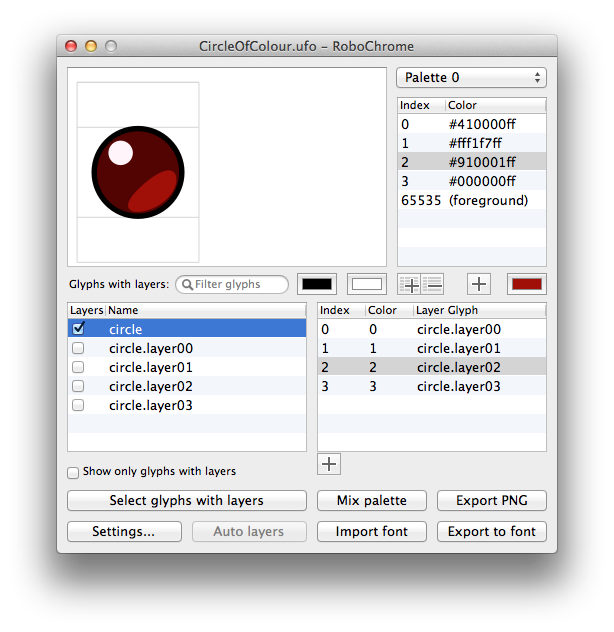 CircleOfColour.ufo – RoboChrome
Palette 0
Index Color
0 #410000ff
1 #fff1f7ff
2 #910001ff
3 #000000ff
65535 (foreground)
Glyphs with layers: Filter glyphs
Layers Name
circle
circle.layer00
circle.layer01
circle.layer02
circle.layer03
Index Color Layer Glyph
0 0 circle.layer00
1 1 circle.layer01
2 2 circle.layer02
3 3 circle.layer03
Show only glyphs with layers
Select glyphs with layers Mix palette Export PNG
Settings... Auto layers Import font Export to font